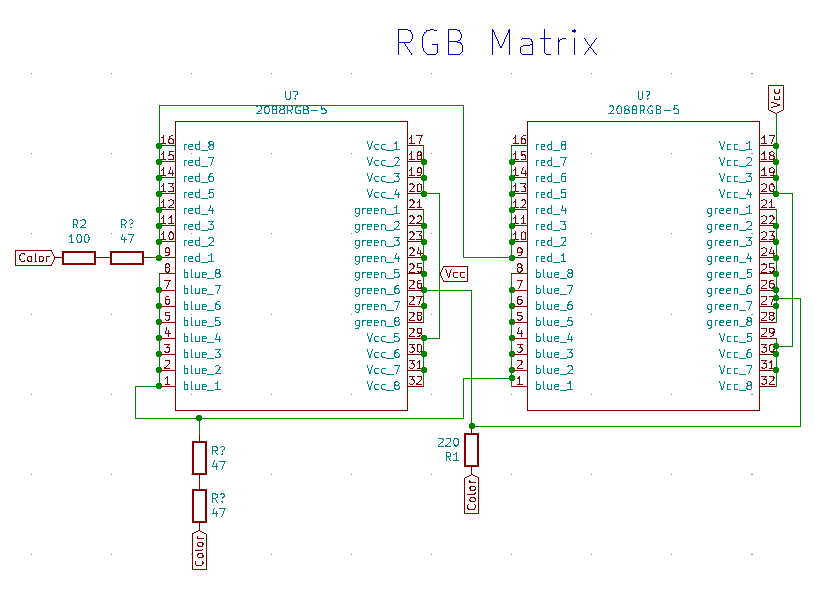 RGB Matrix
U?
2088RGB-5
16 red_8 Vcc_1 17
15 red_7 Vcc_2 18
14 red_6 Vcc_3 19
13 red_5 Vcc_4 20
12 red_4 green_1 21
11 red_3 green_2 22
10 red_2 green_3 23
9 red_1 green_4 24
8 blue_8 green_5 25
7 blue_7 green_6 26
6 blue_6 green_7 27
5 blue_5 green_8 28
4 blue_4 Vcc_5 29
3 blue_3 Vcc_6 30
2 blue_2 Vcc_7 31
1 blue_1 Vcc_8 32
U?
2088RGB-5
16 red_8 Vcc_1 17
15 red_7 Vcc_2 18
14 red_6 Vcc_3 19
13 red_5 Vcc_4 20
12 red_4 green_1 21
11 red_3 green_2 22
10 red_2 green_3 23
9 red_1 green_4 24
8 blue_8 green_5 25
7 blue_7 green_6 26
6 blue_6 green_7 27
5 blue_5 green_8 28
4 blue_4 Vcc_5 29
3 blue_3 Vcc_6 30
2 blue_2 Vcc_7 31
1 blue_1 Vcc_8 32
Vcc
R2
100
R?
47
Color
Vcc
R?
47
R?
47
Color
220
R1
Color